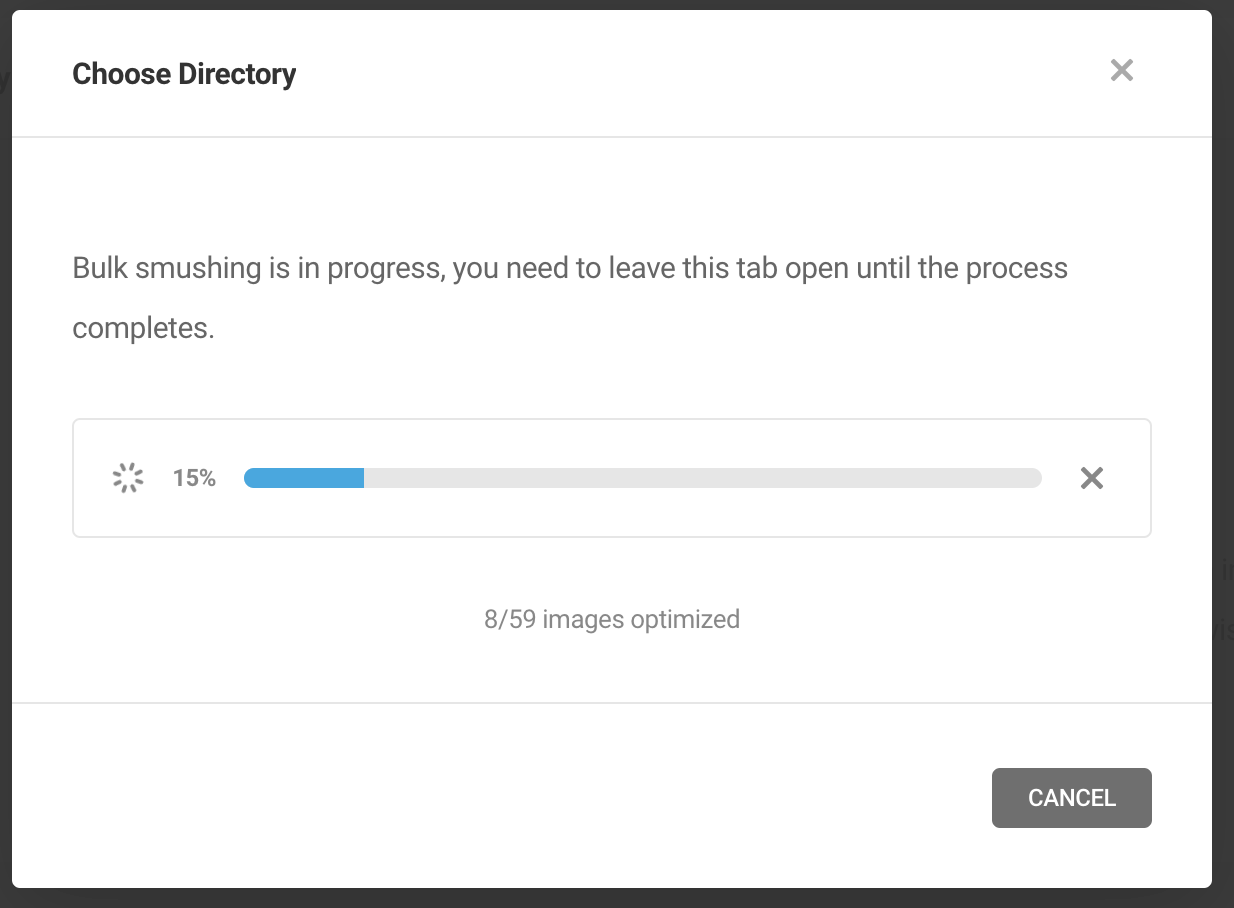 Choose Directory
Bulk smushing is in progress, you need to leave this tab open until the process
completes.
15%
8/59 images optimized
CANCEL